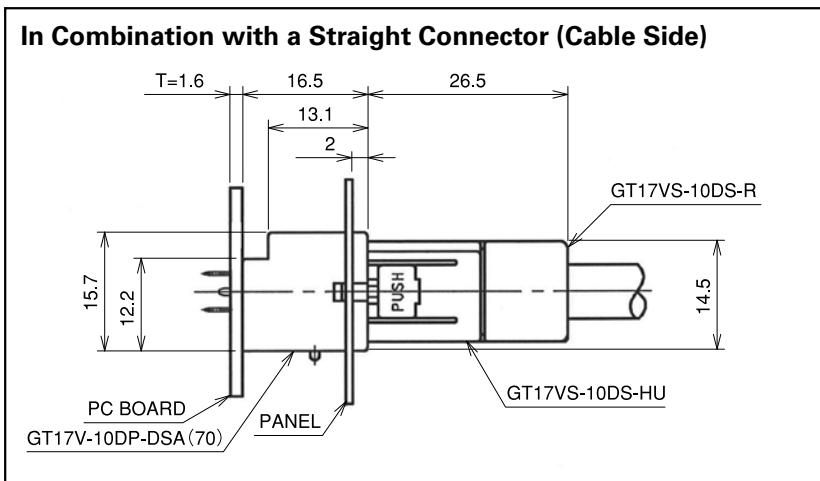 In Combination with a Straight Connector (Cable Side)
T=1.6
16.5
26.5
13.1
2
GT17VS-10DS-R
15.7
12.2
PUSH
14.5
GT17VS-10DS-HU
PC BOARD
PANEL
GT17V-10DP-DSA(70)